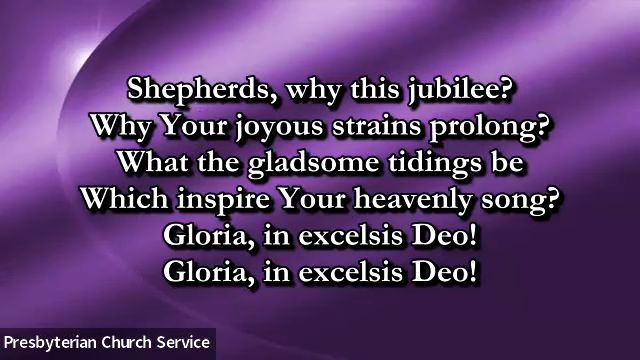 Shepherds, why this jubilee?
Why Your joyous strains prolong?
What the gladsome tidings be
Which inspire Your heavenly song?
Gloria, in excelsis Deo!
Gloria, in excelsis Deo!
Presbyterian Church Service